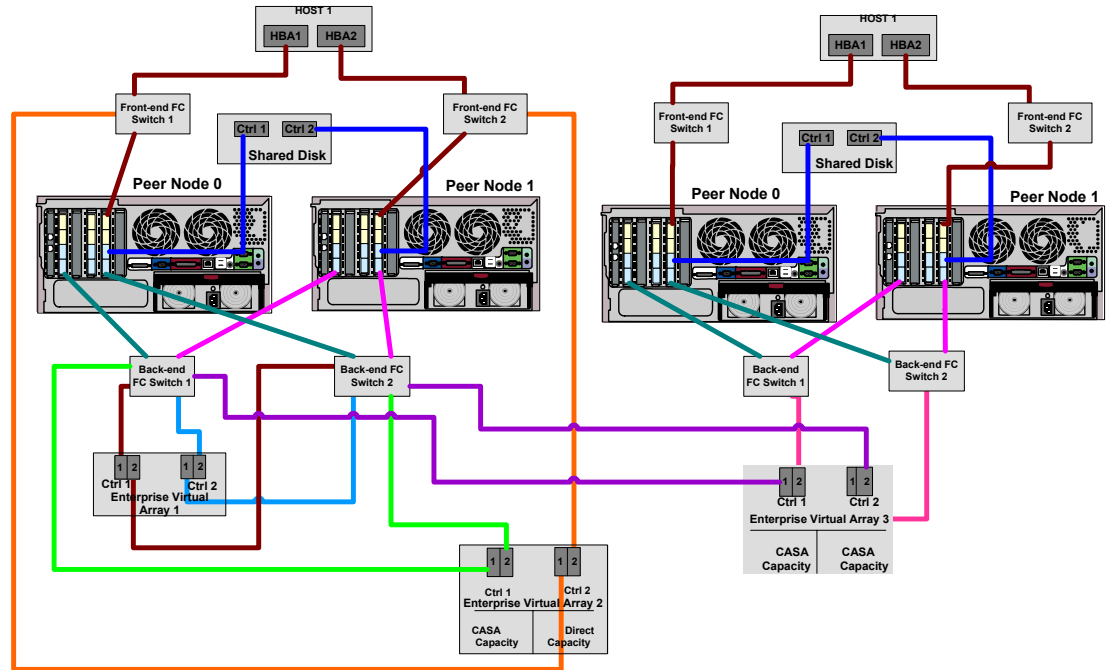 HOST 1
HBA1
HBA2
Front-end FC
Switch 1
Front-end FC
Switch 2
Ctrl 1
Ctrl 2
Shared Disk
Peer Node 0
Peer Node 1
Back-end
FC Switch 1
Back-end FC
Switch 2
1 2
Ctrl 1
1 2
Ctrl 2
Enterprise Virtual
Array 1
1 2
Ctrl 1
1 2
Ctrl 2
Enterprise Virtual Array 2
CASA
Capacity
Direct
Capacity
HOST 1
HBA1
HBA2
Front-end FC
Switch 1
Front-end FC
Switch 2
Ctrl 1
Ctrl 2
Shared Disk
Peer Node 0
Peer Node 1
Back-end
FC Switch 1
Back-end FC
Switch 2
1 2
Ctrl 1
1 2
Ctrl 2
Enterprise Virtual Array 3
CASA
Capacity
CASA
Capacity